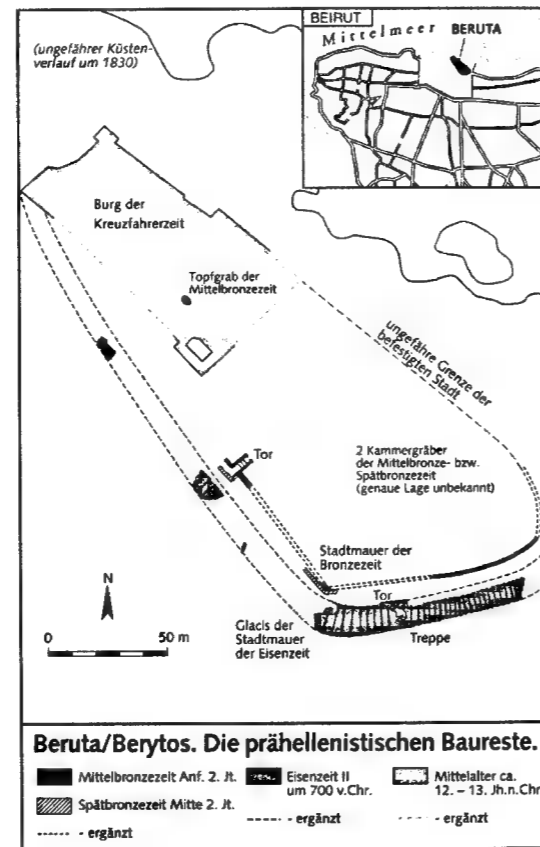 (ungefährer Küsten-
verlauf um 1830)
BEIRUT
Mittelmeer
BERUTA
Burg der
Kreuzfahrerzeit
Topfgrab der
Mittelbronzezeit
ungefähre Grenze der
befestigten Stadt
Tor
2 Kammergräber
der Mittelbronze- bzw.
Spätbronzezeit
(genaue Lage unbekannt)
Stadtmauer der
Bronzezeit
N
0 50 m
Tor
Glacis der
Stadtmauer
der Eisenzeit
Treppe
Beruta/Berytos. Die prähellenistischen Baureste.
Mittelbronzezeit Anf. 2. Jt.
Spätbronzezeit Mitte 2. Jt.
- ergänzt
Eisenzeit II
um 700 v.Chr.
- ergänzt
Mittelalter ca.
12. – 13. Jh.n.Chr
- ergänzt